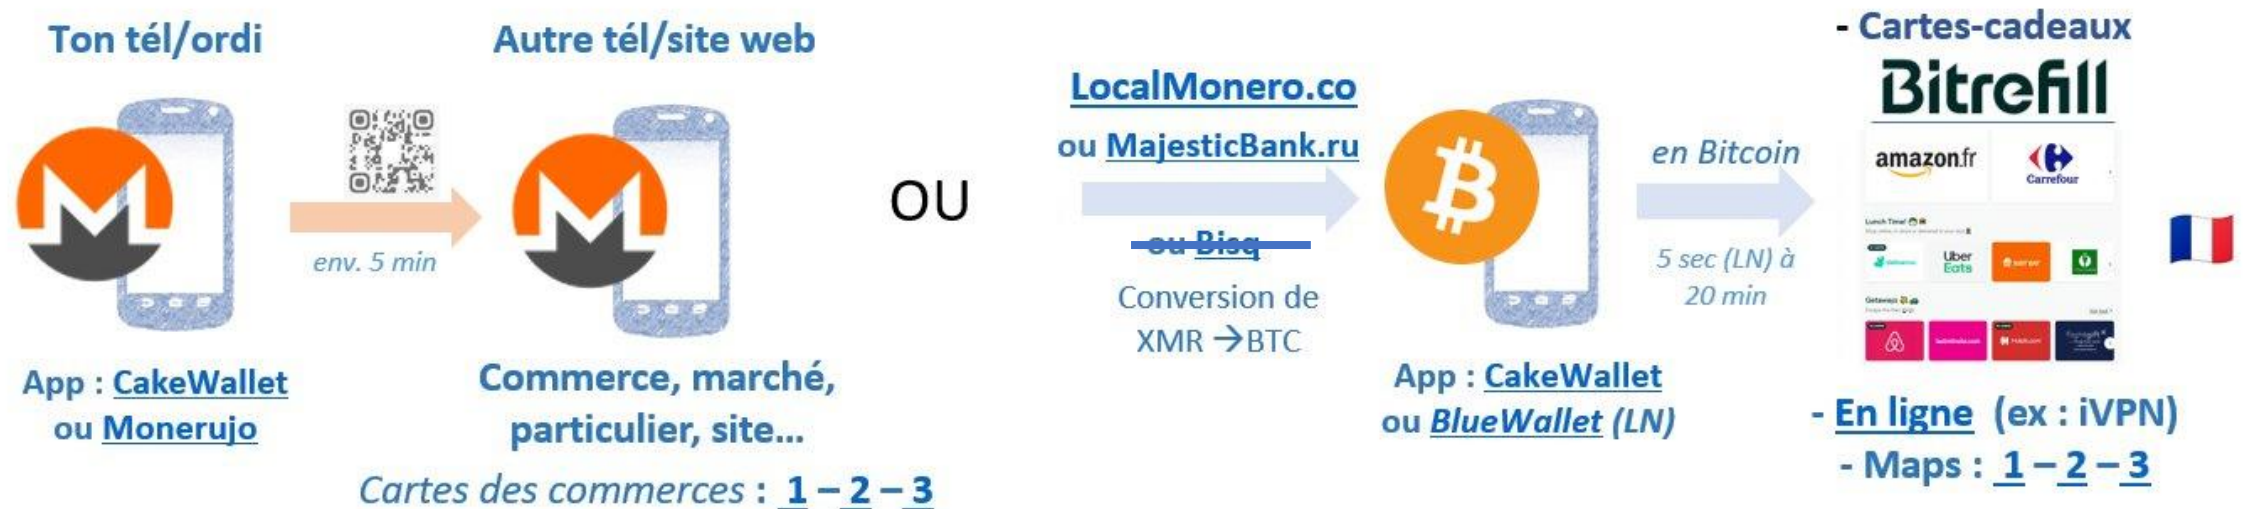 Ton tél/ordi
env. 5 min
App : CakeWallet
ou Monerujo
Autre tél/site web
Commerce, marché,
particulier, site...
Cartes des commerces : 1 – 2 – 3
OU
LocalMonero.co
ou MajesticBank.ru
ou Bisq
Conversion de
XMR →BTC
App : CakeWallet
ou BlueWallet (LN)
en Bitcoin
5 sec (LN) à
20 min
- Cartes-cadeaux
Bitrefill
amazon.fr
Carrefour
Lunch Time!
Uber
Eats
Getaways
- En ligne (ex : iVPN)
- Maps : 1 – 2 – 3